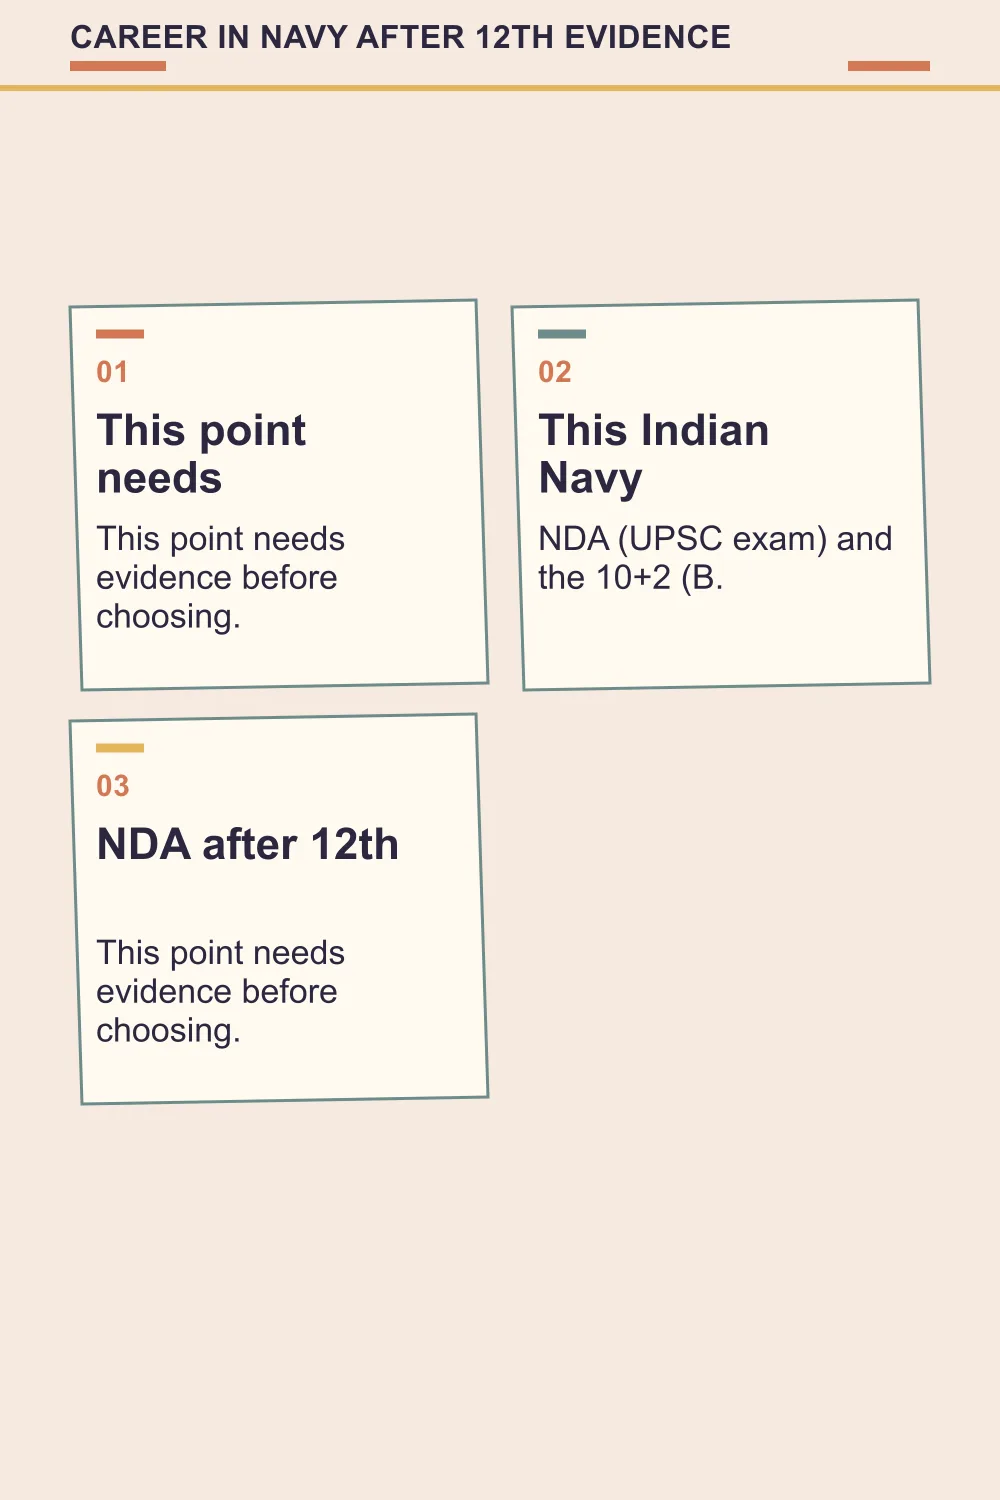 CAREER IN NAVY AFTER 12TH EVIDENCE
01
This point
needs
This point needs
evidence before
choosing.
02
This Indian
Navy
NDA (UPSC exam) and
the 10+2 (B.
03
NDA after 12th
This point needs
evidence before
choosing.